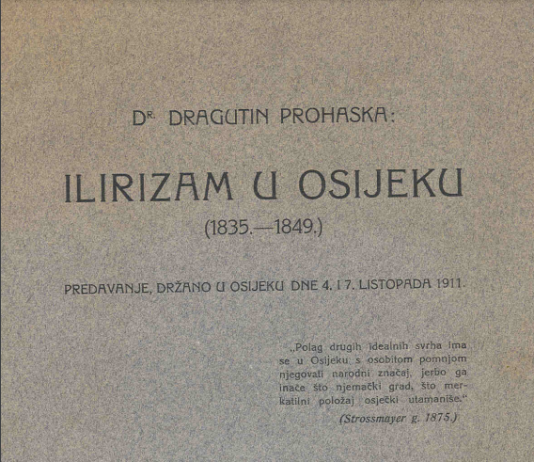 Dr. DRAGUTIN PROHASKA:
ILIRIZAM U OSIJEKU
(1835.—1849.)
PREDAVANJE, DRŽANO U OSIJEKU DNE 4. I 7. LISTOPADA 1911.
„Polag drugih idealnih svrha ima
se u Osijeku s osobitom pomnjom
njegovati narodni značaj, jerbo ga
inače što njemački grad, što mer-
katilni položaj osječki utamaniše.“
(Strossmayer g. 1875.)